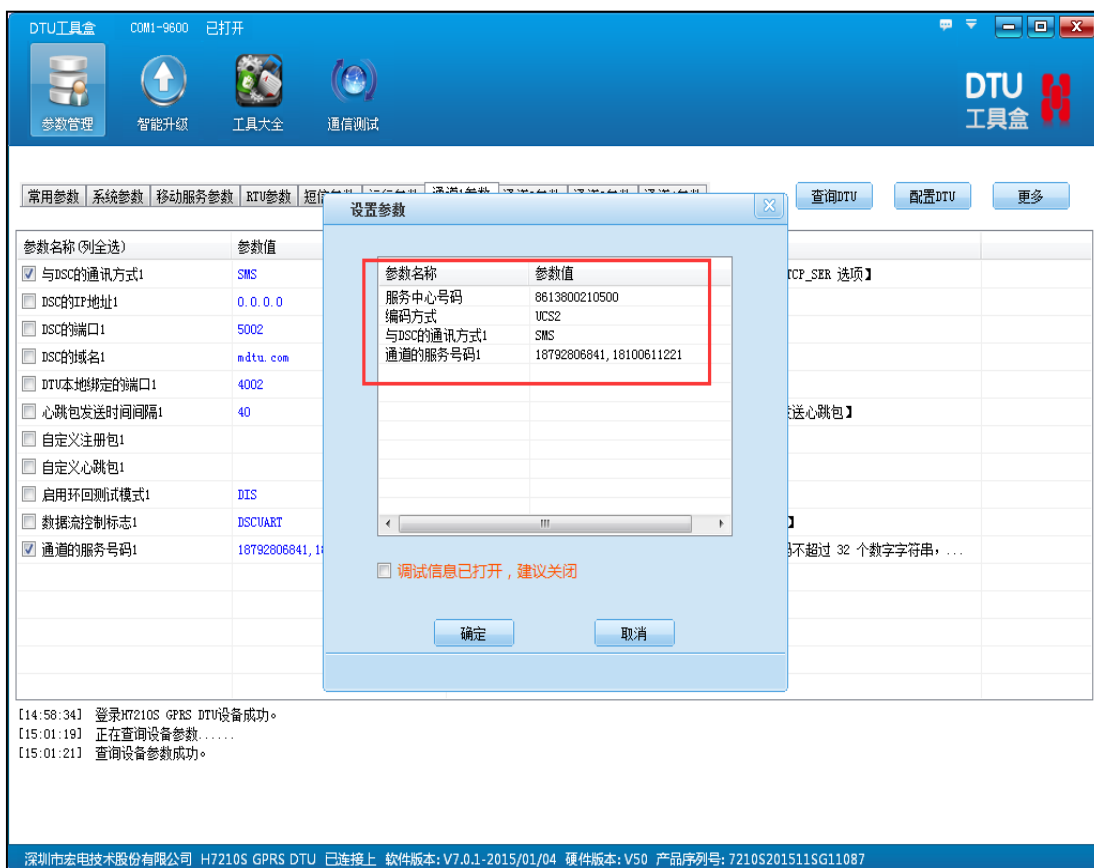 DTU工具盒 COM1-9600 已打开
参数管理 智能升级 工具大全 通信测试
DTU
工具盒
常用参数 系统参数 移动服务参数 RTU参数 查询DTU 配置DTU 更多
设置参数
参数名称(列全选) 参数值
与DSC的通讯方式1 SMS 选项】
DSC的IP地址1 0.0.0.0
DSC的端口1 5002
DSC的域名1 mdtu.com
DTU本地绑定的端口1 4002
心跳包发送时间间隔1 40 送心跳包】
自定义注册包1
自定义心跳包1
启用环回测试模式1 DIS
数据流控制标志1 DSCUART
通道的服务号码1 18792806841,18 不超过 32 个数字字符串,...
参数名称 参数值
服务中心号码 8613800210500
编码方式 UCS2
与DSC的通讯方式1 SMS
通道的服务号码1 18792806841,18100611221
调试信息已打开，建议关闭
确定 取消
[14:58:34] 登录H7210S GPRS DTU设备成功。
[15:01:19] 正在查询设备参数......
[15:01:21] 查询设备参数成功。
深圳市宏电技术股份有限公司 H7210S GPRS DTU 已连接上 软件版本: V7.0.1-2015/01/04 硬件版本: V50 产品序列号: 7210S201511SG11087